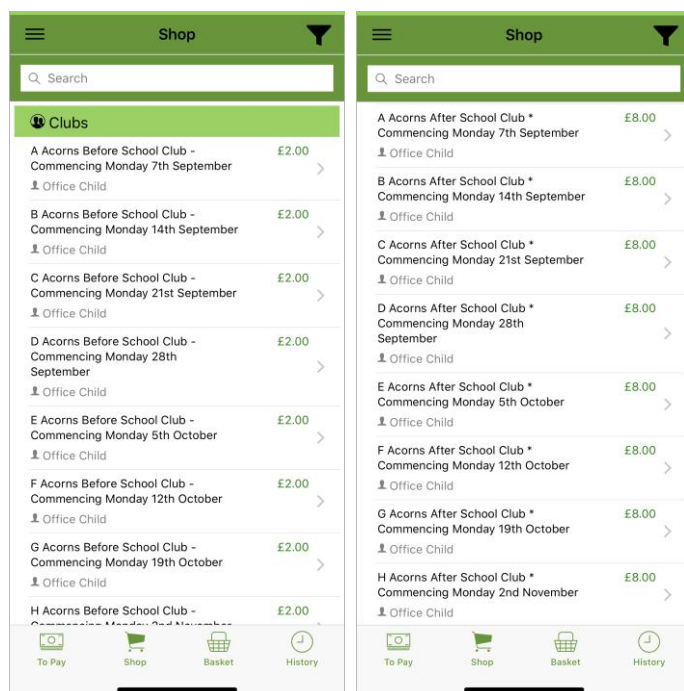 Shop
Search
Clubs
A Acorns Before School Club -
Commencing Monday 7th September
£2.00
Office Child
B Acorns Before School Club -
Commencing Monday 14th September
£2.00
Office Child
C Acorns Before School Club -
Commencing Monday 21st September
£2.00
Office Child
D Acorns Before School Club -
Commencing Monday 28th
September
£2.00
Office Child
E Acorns Before School Club -
Commencing Monday 5th October
£2.00
Office Child
F Acorns Before School Club -
Commencing Monday 12th October
£2.00
Office Child
G Acorns Before School Club -
Commencing Monday 19th October
£2.00
Office Child
H Acorns Before School Club -
Commencing Monday 2nd November
£2.00
To Pay
Shop
Basket
History
Shop
Search
A Acorns After School Club *
Commencing Monday 7th September
£8.00
Office Child
B Acorns After School Club *
Commencing Monday 14th September
£8.00
Office Child
C Acorns After School Club *
Commencing Monday 21st September
£8.00
Office Child
D Acorns After School Club *
Commencing Monday 28th
September
£8.00
Office Child
E Acorns After School Club *
Commencing Monday 5th October
£8.00
Office Child
F Acorns After School Club *
Commencing Monday 12th October
£8.00
Office Child
G Acorns After School Club *
Commencing Monday 19th October
£8.00
Office Child
H Acorns After School Club *
Commencing Monday 2nd November
£8.00
Office Child
To Pay
Shop
Basket
History